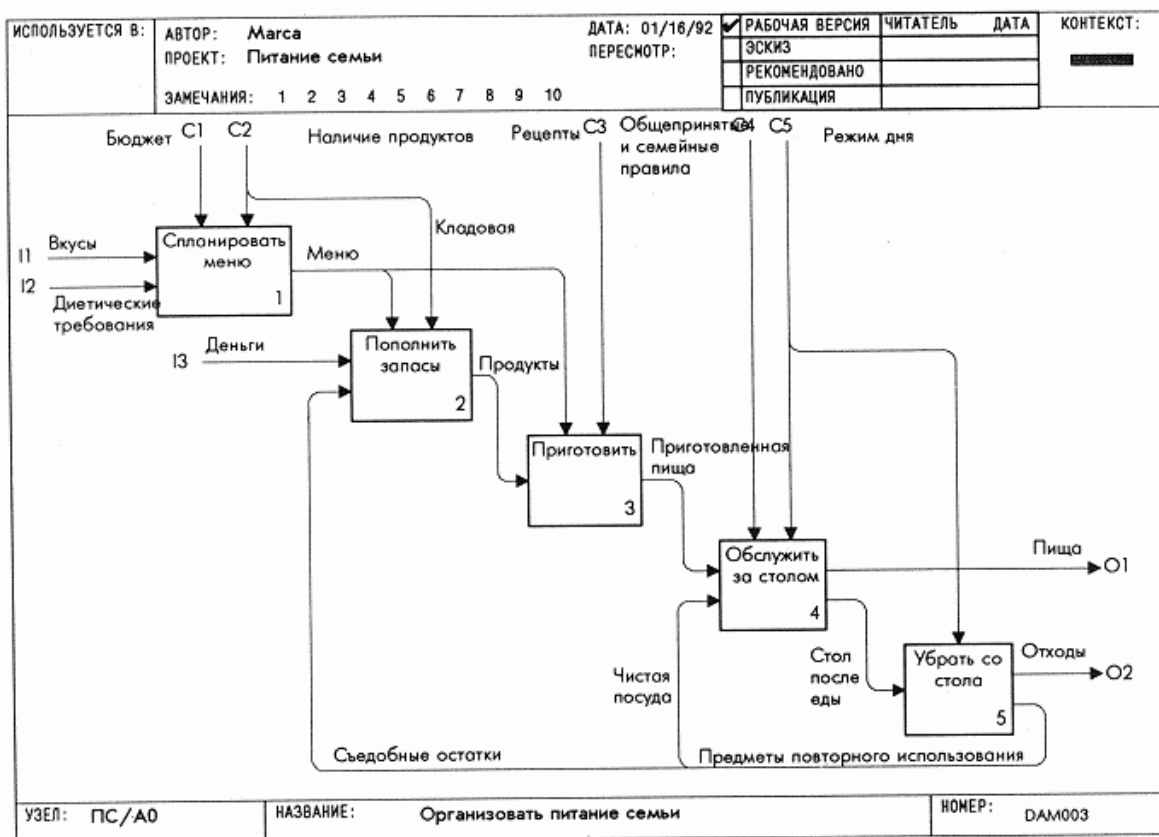 ИСПОЛЬЗУЕТСЯ В:
АВТОР: Marca
ДАТА: 01/16/92
РАБОЧАЯ ВЕРСИЯ
ЧИТАТЕЛЬ ДАТА
КОНТЕКСТ:
ПРОЕКТ: Питание семьи
ПЕРЕСМОТР:
ЭСКИЗ
РЕКОМЕНДОВАНО
ЗАМЕЧАНИЯ: 1 2 3 4 5 6 7 8 9 10
ПУБЛИКАЦИЯ
Бюджет C1
C2 Наличие продуктов
Рецепты C3
Общепринятые
и семейные
правила
C4
C5
Режим дня
Кладовая
I1 Вкусы
I2
Диетические
требования
Спланировать
меню
1
Меню
I3 Деньги
Пополнить
запасы
2
Продукты
Приготовить
3
Приготовленная
пища
Обслужить
за столом
4
Пища
O1
Чистая
посуда
Стол
после
еды
Убрать со
стола
5
Отходы
O2
Съедобные остатки
Предметы повторного использования
УЗЕЛ: ПС/A0
НАЗВАНИЕ: Организовать питание семьи
НОМЕР: DAM003